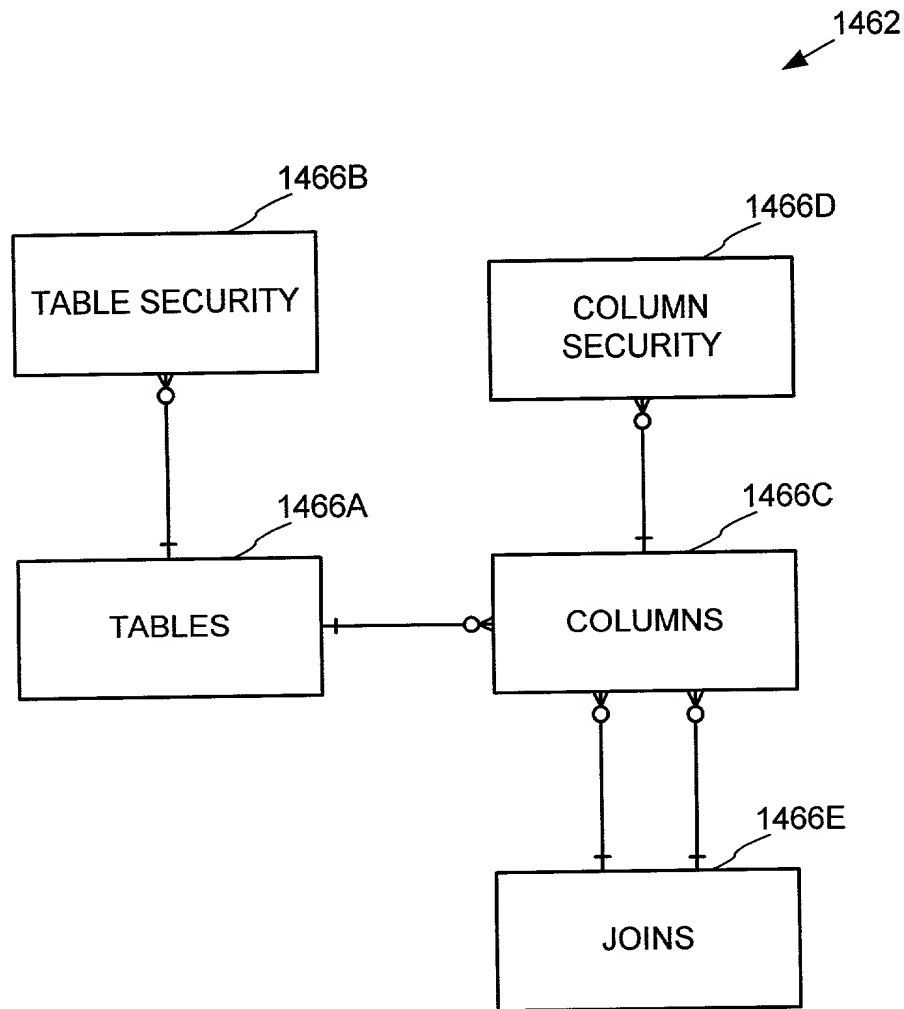 1462
1466B
1466D
TABLE SECURITY
COLUMN
SECURITY
1466A
1466C
TABLES
COLUMNS
1466E
JOINS